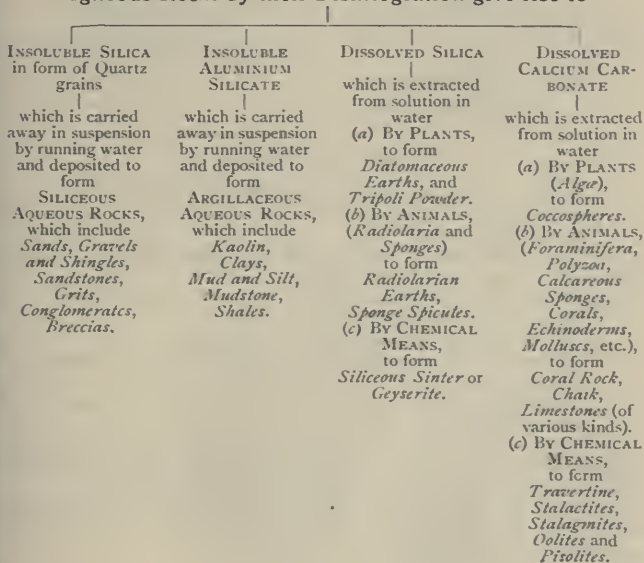 Igneous Rocks by their Disintegration give rise to
INSOLUBLE SILICA
in form of Quartz
grains
which is carried
away in suspension
by running water
and deposited to
form
SILICEOUS
AQUEOUS ROCKS,
which include
Sands, Gravels
and Shingles,
Sandstones,
Grits,
Conglomerates,
Breccias.
INSOLUBLE
ALUMINIUM
SILICATE
which is carried
away in suspension
by running water
and deposited to
form
ARGILLACEOUS
AQUEOUS ROCKS,
which include
Kaolin,
Clays,
Mud and Silt,
Mudstone,
Shales.
DISSOLVED SILICA
which is extracted
from solution in
water
(a) BY PLANTS,
to form
Diatomaceous
Earths, and
Tripoli Powder.
(b) BY ANIMALS,
(Radiolaria and
Sponges)
to form
Radiolarian
Earths,
Sponge Spicules.
(c) BY CHEMICAL
MEANS,
to form
Siliceous Sinter or
Geyserite.
DISSOLVED
CALCIUM CAR-
BONATE
which is extracted
from solution in
water
(a) BY PLANTS
(Algæ),
to form
Coccospheres.
(b) BY ANIMALS,
(Foraminifera,
Polyzoa,
Calcareous
Sponges,
Corals,
Echinoderms,
Molluscs, etc.),
to form
Coral Rock,
Chalk,
Limestones (of
various kinds).
(c) BY CHEMICAL
MEANS,
to form
Travertine,
Stalactites,
Stalagmites,
Oolites and
Pisolites.